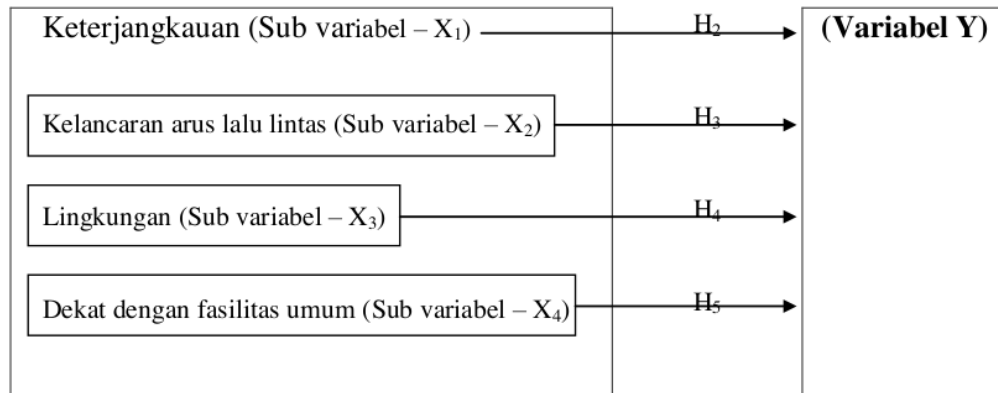 Keterjangkauan (Sub variabel – X₁)
H₂
(Variabel Y)
Kelancaran arus lalu lintas (Sub variabel – X₂)
H₃
Lingkungan (Sub variabel – X₃)
H₄
Dekat dengan fasilitas umum (Sub variabel – X₄)
H₅